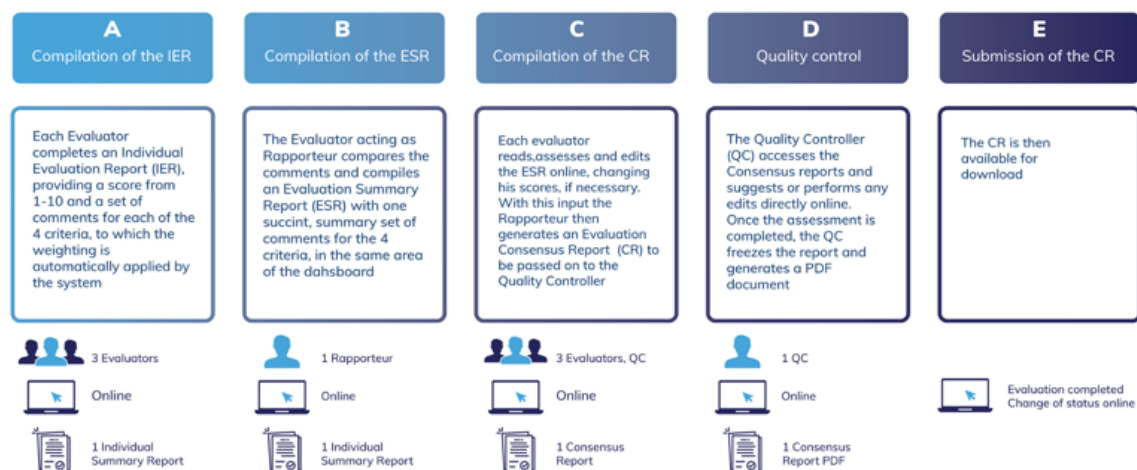 A
Compilation of the IER
B
Compilation of the ESR
C
Compilation of the CR
D
Quality control
E
Submission of the CR
Each Evaluator
completes an Individual
Evaluation Report (IER),
providing a score from
1-10 and a set of
comments for each of the
4 criteria, to which the
weighting is
automatically applied by
the system
The Evaluator acting as
Rapporteur compares the
comments and compiles
an Evaluation Summary
Report (ESR) with one
succint, summary set of
comments for the 4
criteria, in the same area
of the dahsboard
Each evaluator
reads,assesses and edits
the ESR online, changing
his scores, if necessary.
With this input the
Rapporteur then
generates an Evaluation
Consensus Report (CR) to
be passed on to the
Quality Controller
The Quality Controller
(QC) accesses the
Consensus reports and
suggests or performs any
edits directly online.
Once the assessment is
completed, the QC
freezes the report and
generates a PDF
document
The CR is then
available for
download
3 Evaluators
Online
1 Individual
Summary Report
1 Rapporteur
Online
1 Individual
Summary Report
3 Evaluators, QC
Online
1 Consensus
Report
1 QC
Online
1 Consensus
Report PDF
Evaluation completed
Change of status online